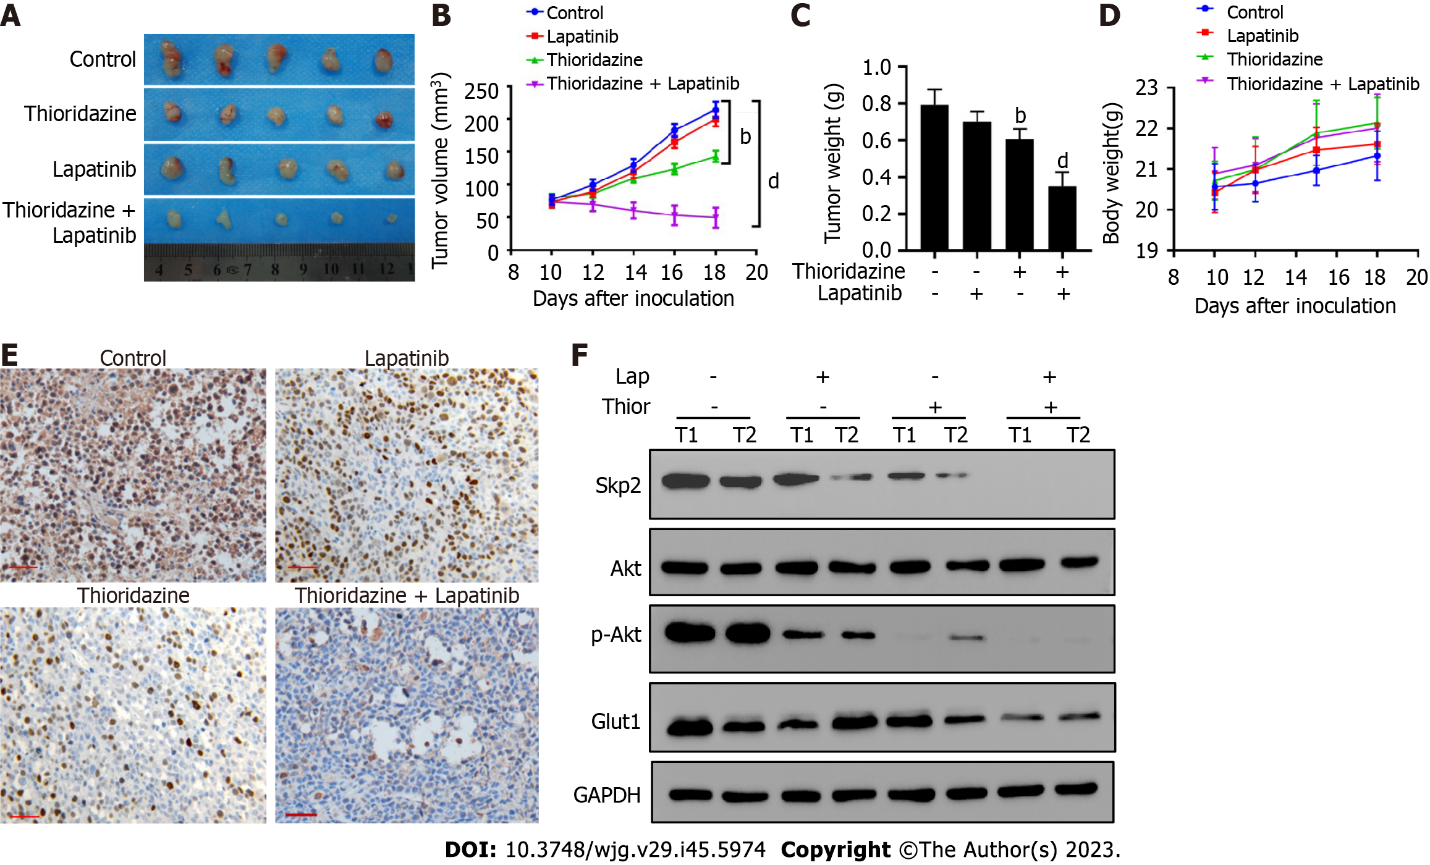 A
Control
Thioridazine
Lapatinib
Thioridazine +
Lapatinib
4 5 6 7 8 9 10 11 12
B
Control
Lapatinib
Thioridazine
Thioridazine + Lapatinib
Tumor volume (mm³)
250
200
150
100
50
0
8 10 12 14 16 18 20
Days after inoculation
b
d
C
Tumor weight (g)
1.0
0.8
0.6
0.4
0.2
0.0
b
d
Thioridazine - - + +
Lapatinib - + - +
D
Control
Lapatinib
Thioridazine
Thioridazine + Lapatinib
Body weight(g)
23
22
21
20
19
8 10 12 14 16 18 20
Days after inoculation
E
Control
Lapatinib
Thioridazine
Thioridazine + Lapatinib
F
Lap - + - +
Thior - - + +
T1 T2 T1 T2 T1 T2 T1 T2
Skp2
Akt
p-Akt
Glut1
GAPDH
DOI: 10.3748/wjg.v29.i45.5974 Copyright ©The Author(s) 2023.